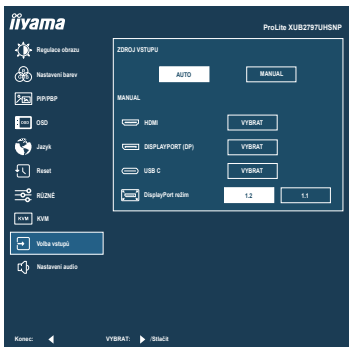 iiyama
ProLite XUB2797UHSNP
Regulace obrazu
Nastavení barev
PIP/PBP
OSD
OSD
Jazyk
Reset
RŮZNÉ
KVM
KVM
Volba vstupů
Nastavení audio
ZDROJ VSTUPU
AUTO
MANUAL
MANUAL
HDMI
VYBRAT
DISPLAYPORT (DP)
VYBRAT
USB C
VYBRAT
DisplayPort režim
1.2
1.1
Konec:
VYBRAT:
/Stlačit